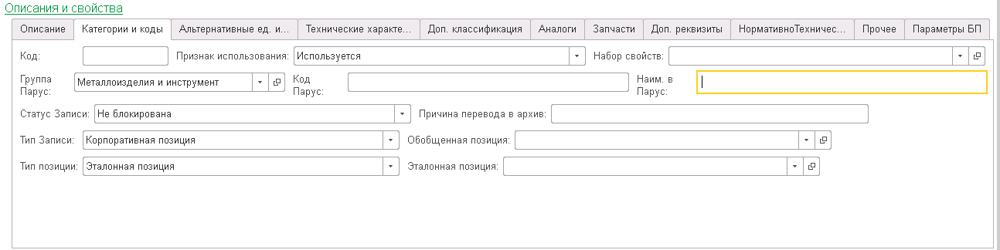 Описания и свойства
Описание Категории и коды Альтернативные ед. и... Технические характе... Доп. классификация Аналоги Запчасти Доп. реквизиты НормативноТехничес... Прочее Параметры БП
Код: Признак использования: Используется Набор свойств:
Группа Парус: Металлоизделия и инструмент Код Парус: Наим. в Парус:
Статус Записи: Не блокирована Причина перевода в архив:
Тип Записи: Корпоративная позиция Обобщенная позиция:
Тип позиции: Эталонная позиция Эталонная позиция: